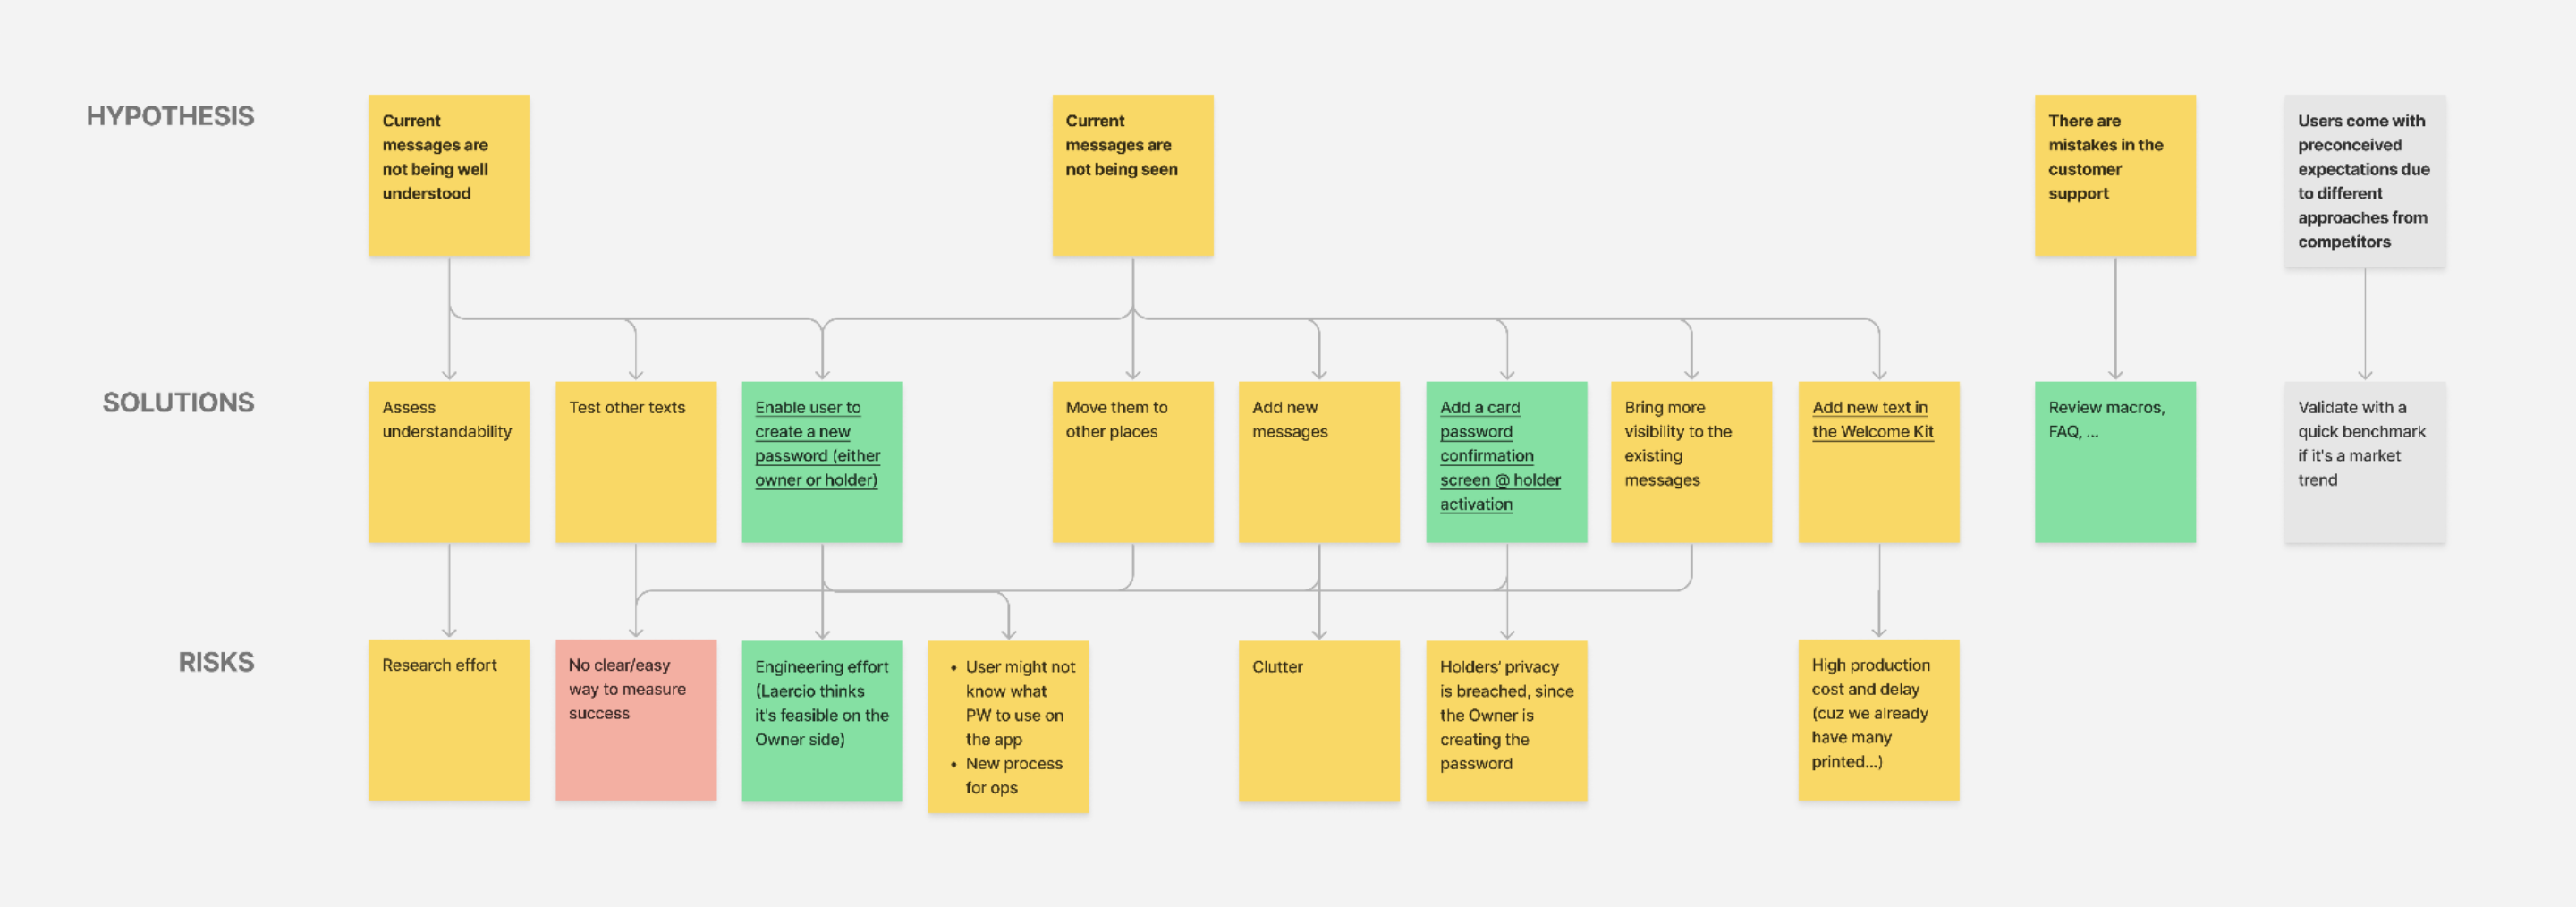 HYPOTHESIS
Current
messages are
not being well
understood
Current
messages are
not being seen
There are
mistakes in the
customer
support
Users come with
preconceived
expectations due
to different
approaches from
competitors
SOLUTIONS
Assess
understandability
Test other texts
Enable user to
create a new
password (either
owner or holder)
Move them to
other places
Add new
messages
Add a card
password
confirmation
screen @ holder
activation
Bring more
visibility to the
existing
messages
Add new text in
the Welcome Kit
Review macros,
FAQ, ...
Validate with a
quick benchmark
if it's a market
trend
RISKS
Research effort
No clear/easy
way to measure
success
Engineering effort
(Laercio thinks
it's feasible on the
Owner side)
• User might not
know what
PW to use on
the app
• New process
for ops
Clutter
Holders' privacy
is breached, since
the Owner is
creating the
password
High production
cost and delay
(cuz we already
have many
printed...)